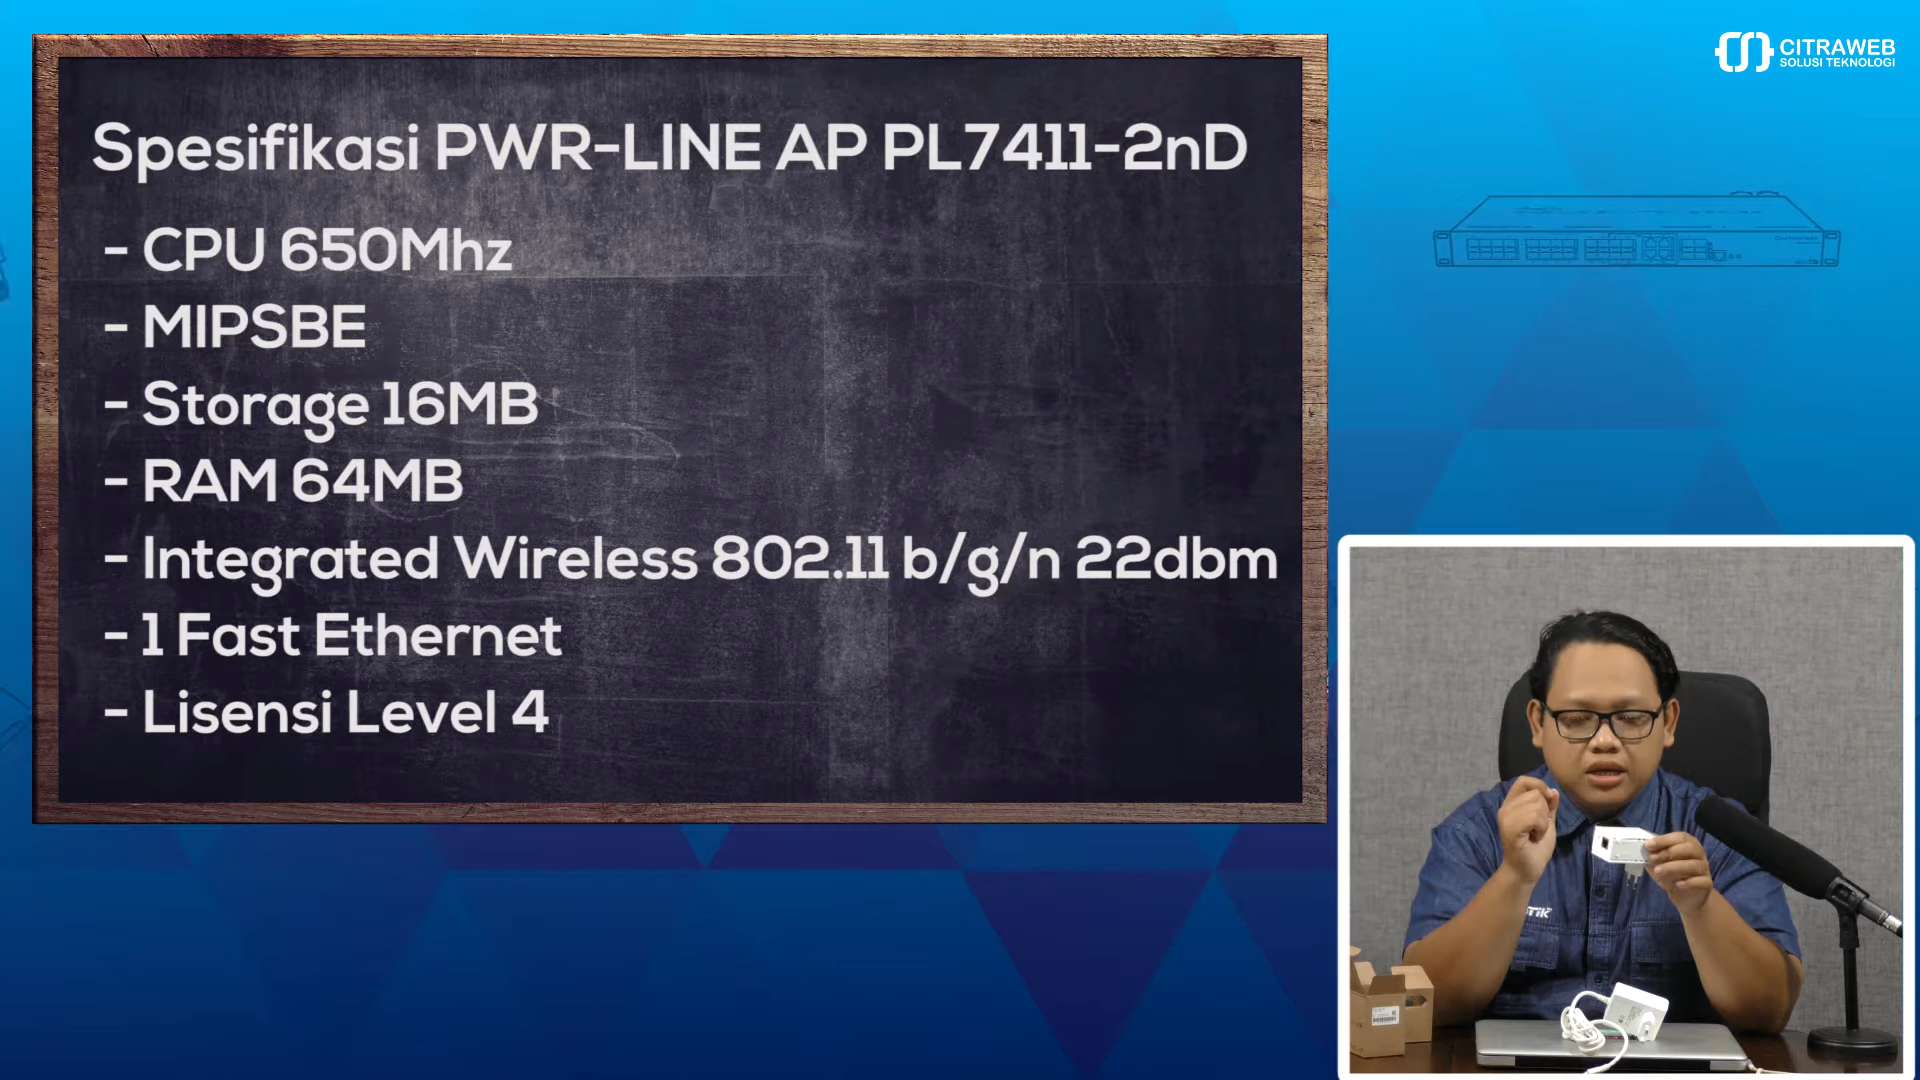 CITRAWEB
SOLUSI TEKNOLOGI
Spesifikasi PWR-LINE AP PL7411-2nD
- CPU 650Mhz
- MIPSBE
- Storage 16MB
- RAM 64MB
- Integrated Wireless 802.11 b/g/n 22dbm
- 1 Fast Ethernet
- Lisensi Level 4